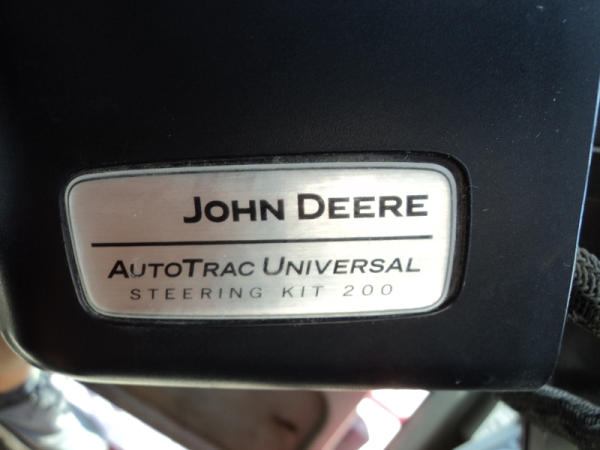 JOHN DEERE
AUTOTRAC UNIVERSAL
STEERING KIT 200